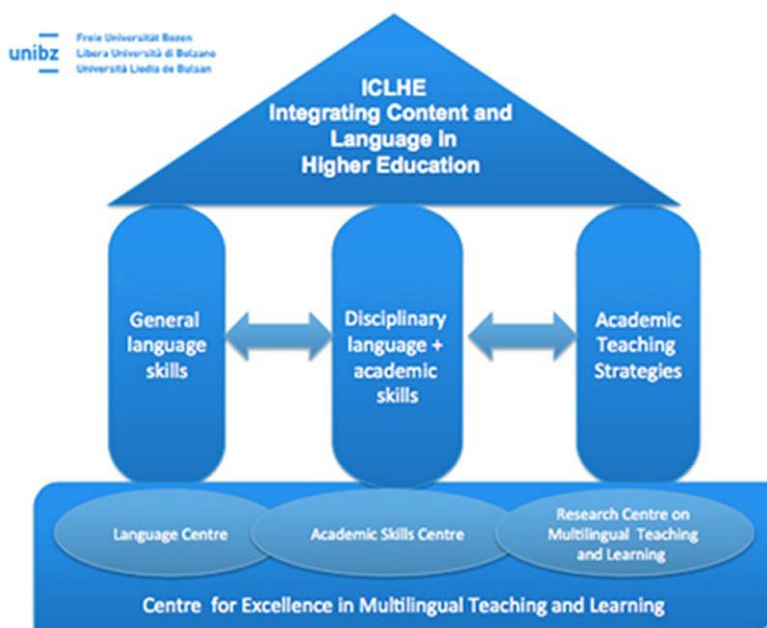 unibz
Freie Universität Bozen
Libera Università di Bolzano
Università Liedia de Bulsan
ICLHE
Integrating Content and
Language in
Higher Education
General
language
skills
Disciplinary
language +
academic
skills
Academic
Teaching
Strategies
Language Centre
Academic Skills Centre
Research Centre on
Multilingual Teaching
and Learning
Centre for Excellence in Multilingual Teaching and Learning